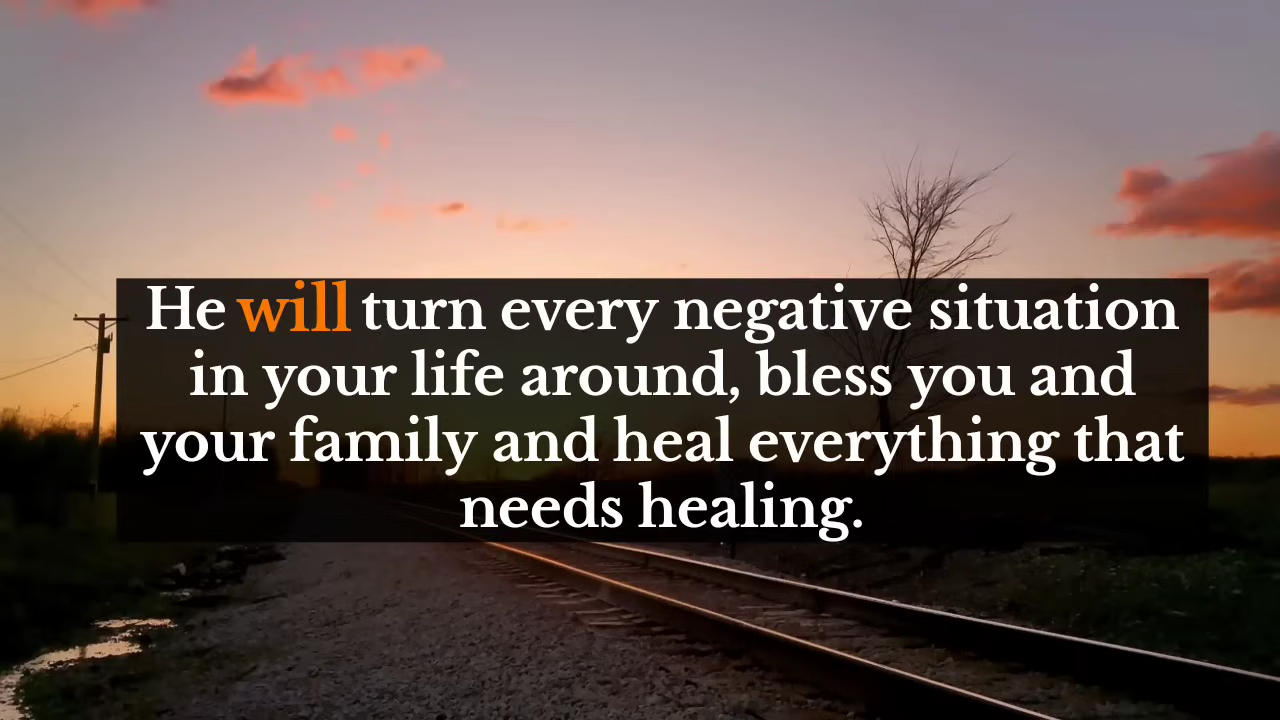 He will turn every negative situation
in your life around, bless you and
your family and heal everything that
needs healing.